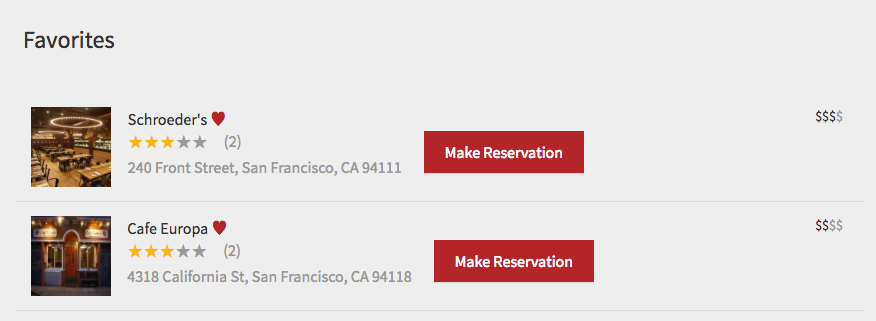 Favorites
Schroeder's
$$$$
(2)
Make Reservation
240 Front Street, San Francisco, CA 94111
Cafe Europa
$$$$
(2)
Make Reservation
4318 California St, San Francisco, CA 94118